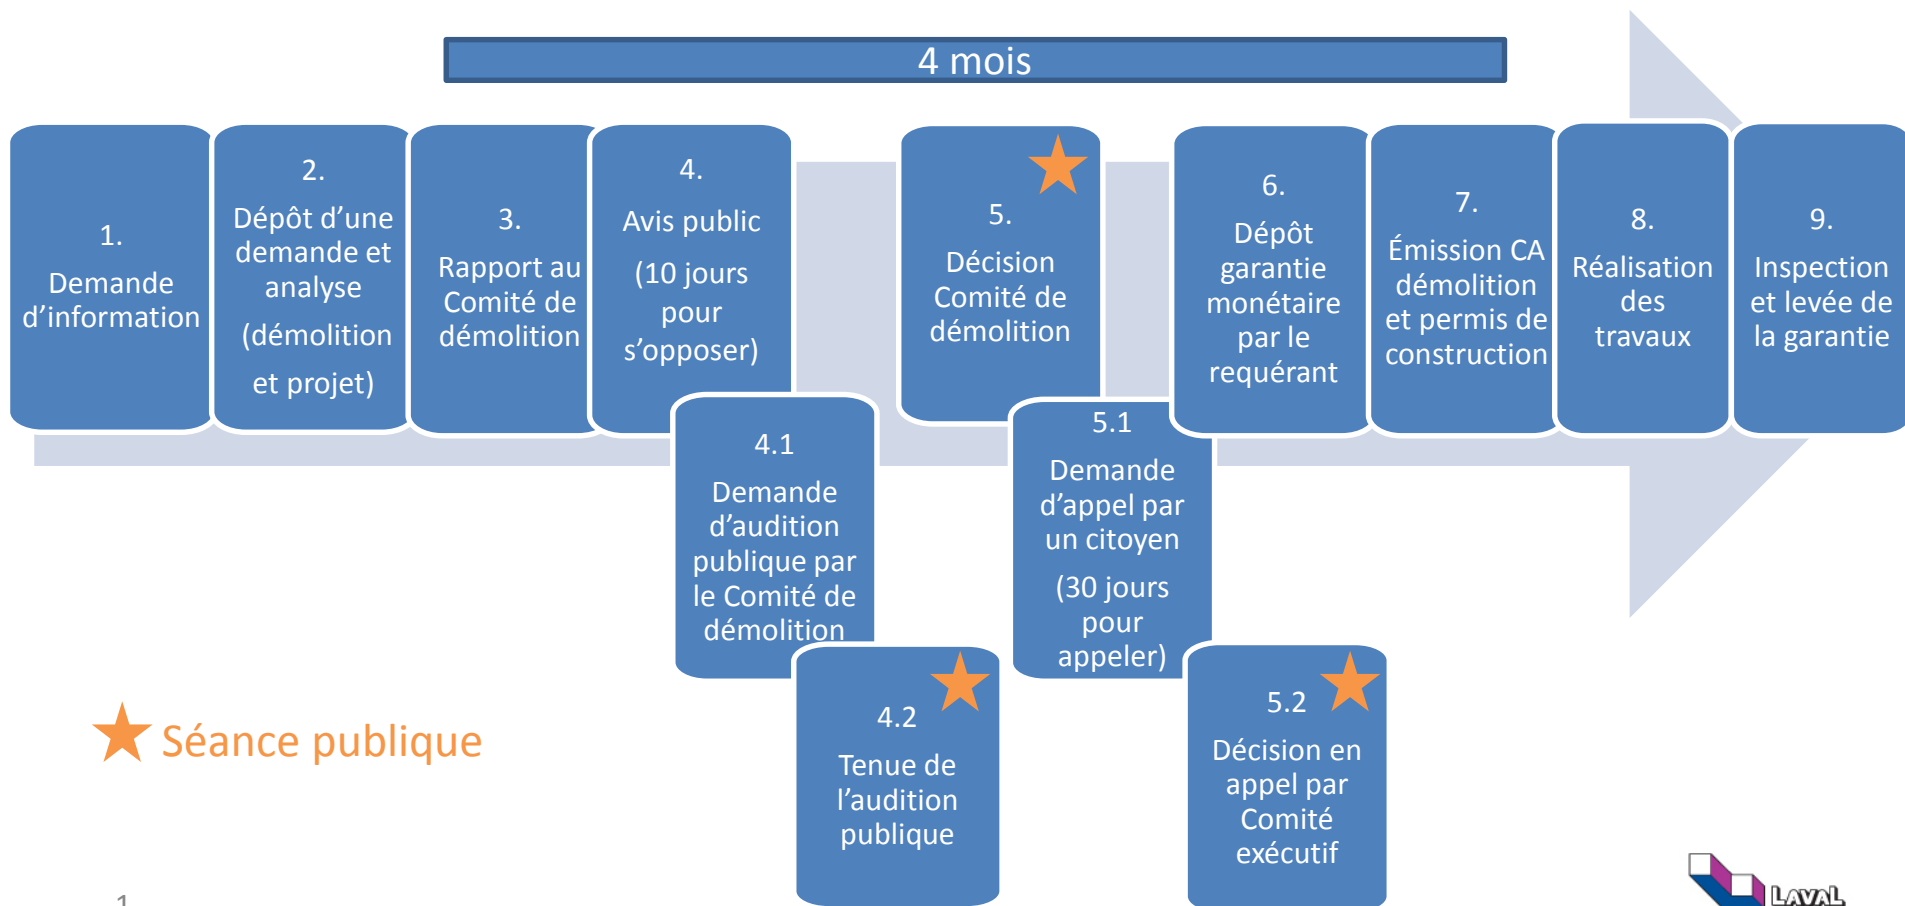 4 mois
1.
Demande
d’information
2.
Dépôt d’une
demande et
analyse
(démolition
et projet)
3.
Rapport au
Comité de
démolition
4.
Avis public
(10 jours
pour
s’opposer)
4.1
Demande
d’audition
publique par
le Comité de
démolition
4.2
Tenue de
l’audition
publique
5.
Décision
Comité de
démolition
5.1
Demande
d’appel par
un citoyen
(30 jours
pour
appeler)
5.2
Décision en
appel par
Comité
exécutif
6.
Dépôt
garantie
monétaire
par le
requérant
7.
Émission CA
démolition
et permis de
construction
8.
Réalisation
des
travaux
9.
Inspection
et levée de
la garantie
Séance publique
1
LAVAL